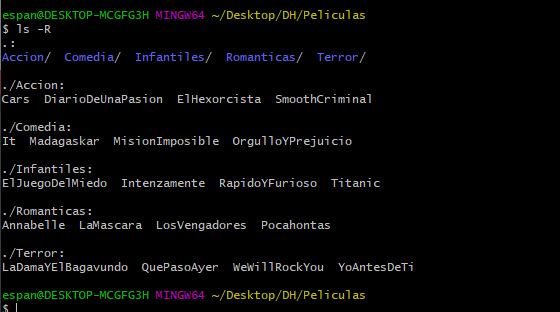 espan@DESKTOP-MCGFG3H MINGW64 ~/Desktop/DH/Peliculas
$ ls -R
.:
Accion/  Comedia/  Infantiles/  Romanticas/  Terror/

./Accion:
Cars  DiarioDeUnaPasion  ElHexorcista  SmoothCriminal

./Comedia:
It  Madagaskar  MisionImposible  OrgulloYPrejuicio

./Infantiles:
ElJuegoDelMiedo  Intenzamente  RapidoYFurioso  Titanic

./Romanticas:
Annabelle  LaMascara  LosVengadores  Pocahontas

./Terror:
LaDamaYElBagavundo  QuePasoAyer  WeWillRockYou  YoAntesDeTi

espan@DESKTOP-MCGFG3H MINGW64 ~/Desktop/DH/Peliculas
$